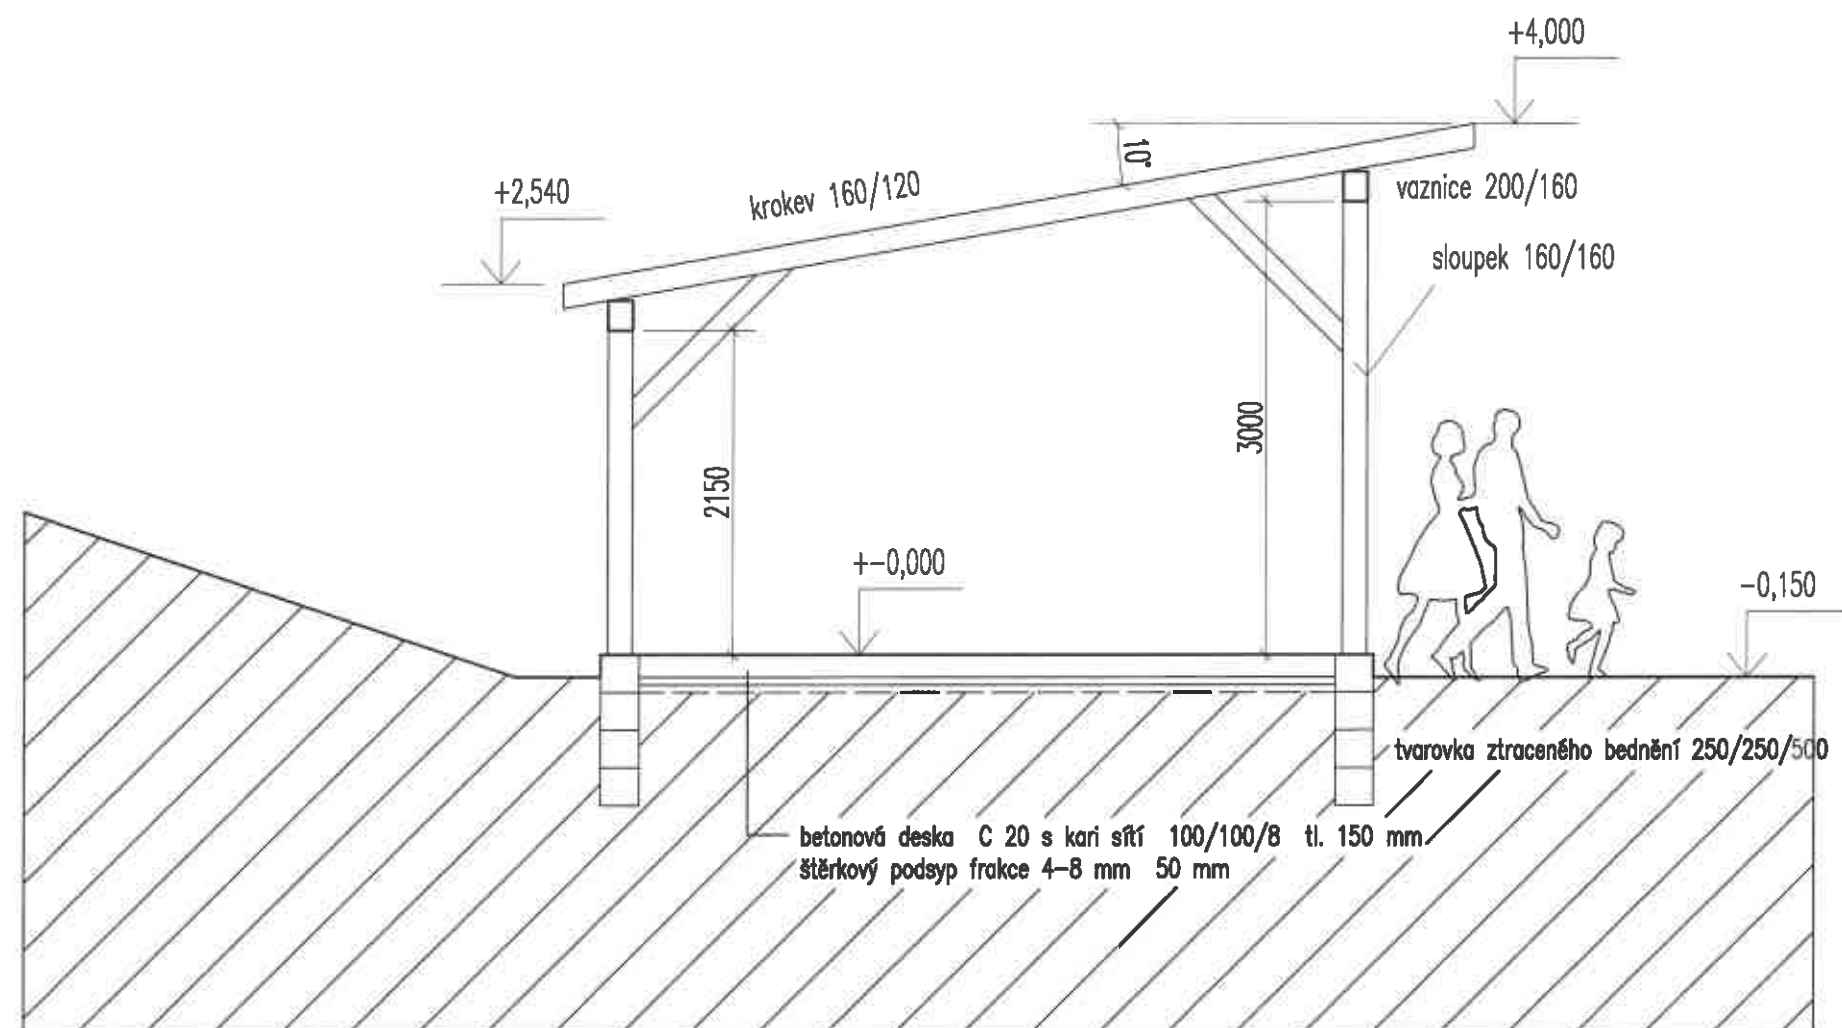 +4,000
+2,540
krokev 160/120
10°
vaznice 200/160
sloupek 160/160
3000
2150
+-0,000
-0,150
tvarovka ztraceného bednění 250/250/500
betonová deska C 20 s kari sítí 100/100/8 tl. 150 mm
štěrkový podsyp frakce 4-8 mm 50 mm